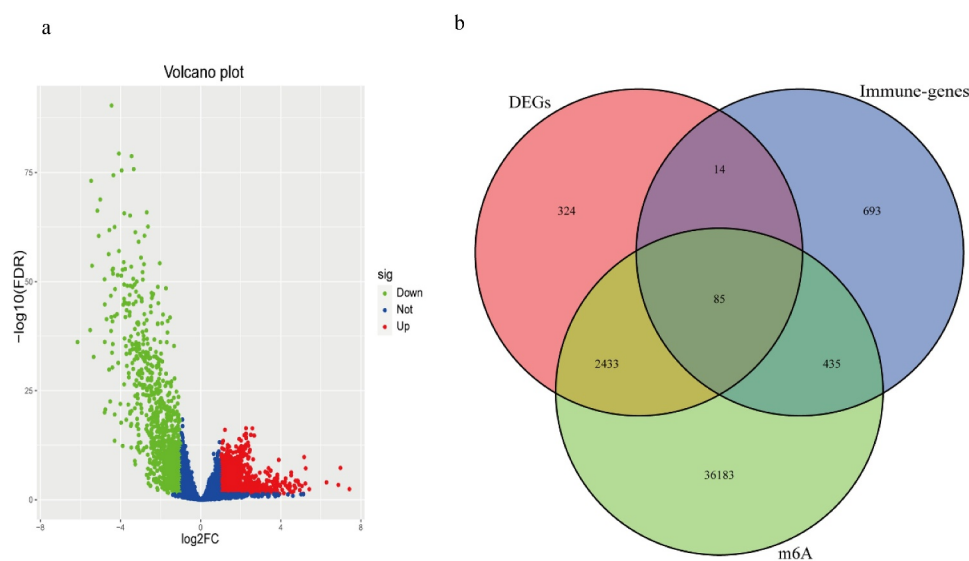 a
Volcano plot
−log10(FDR)
75
50
25
0
−8
−4
0
4
8
log2FC
sig
Down
Not
Up
b
DEGs
Immune-genes
14
324
693
85
2433
435
36183
m6A